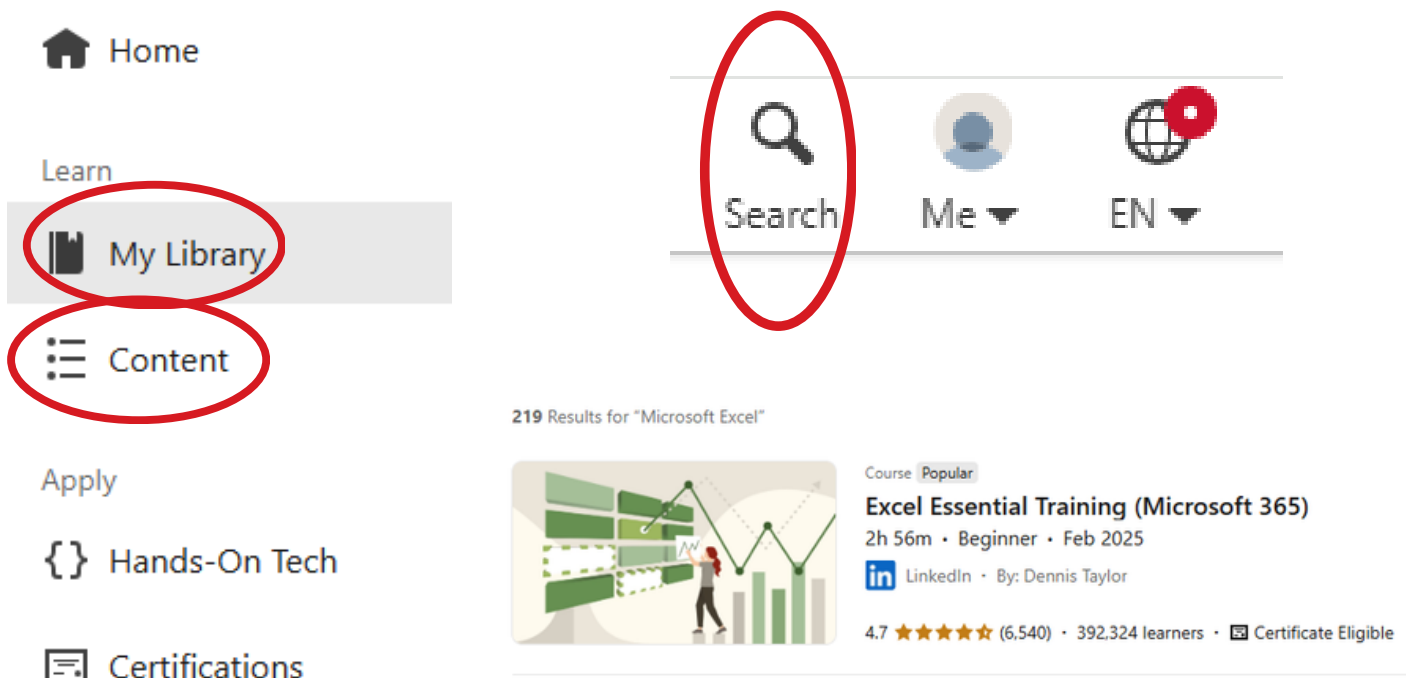 Home
Learn
My Library
Content
Apply
Hands-On Tech
Certifications
Search
Me
EN
219 Results for “Microsoft Excel”
Course Popular
Excel Essential Training (Microsoft 365)
2h 56m • Beginner • Feb 2025
in LinkedIn • By: Dennis Taylor
4.7 ★★★★⯪ (6,540) • 392,324 learners • Certificate Eligible